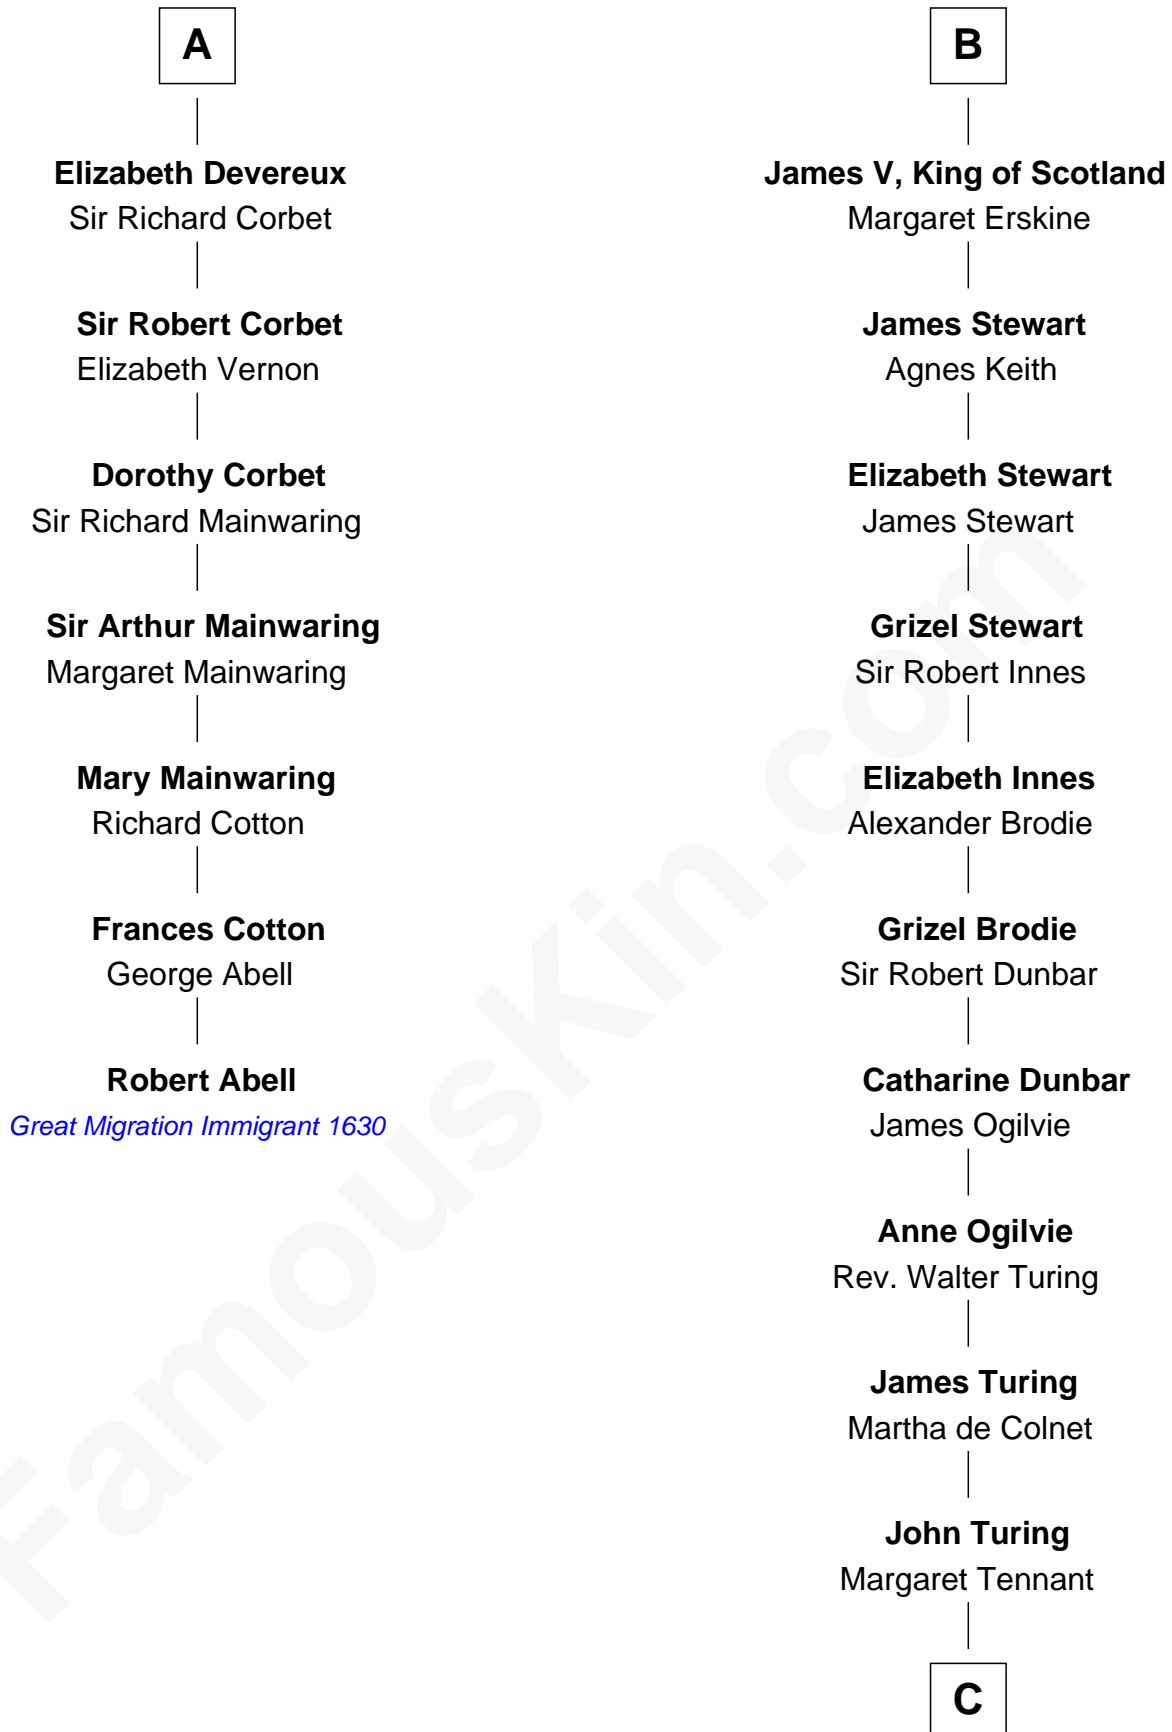 A
Elizabeth Devereux
Sir Richard Corbet
Sir Robert Corbet
Elizabeth Vernon
Dorothy Corbet
Sir Richard Mainwaring
Sir Arthur Mainwaring
Margaret Mainwaring
Mary Mainwaring
Richard Cotton
Frances Cotton
George Abell
Robert Abell
Great Migration Immigrant 1630
B
James V, King of Scotland
Margaret Erskine
James Stewart
Agnes Keith
Elizabeth Stewart
James Stewart
Grizel Stewart
Sir Robert Innes
Elizabeth Innes
Alexander Brodie
Grizel Brodie
Sir Robert Dunbar
Catharine Dunbar
James Ogilvie
Anne Ogilvie
Rev. Walter Turing
James Turing
Martha de Colnet
John Turing
Margaret Tennant
C
FamousKin.com